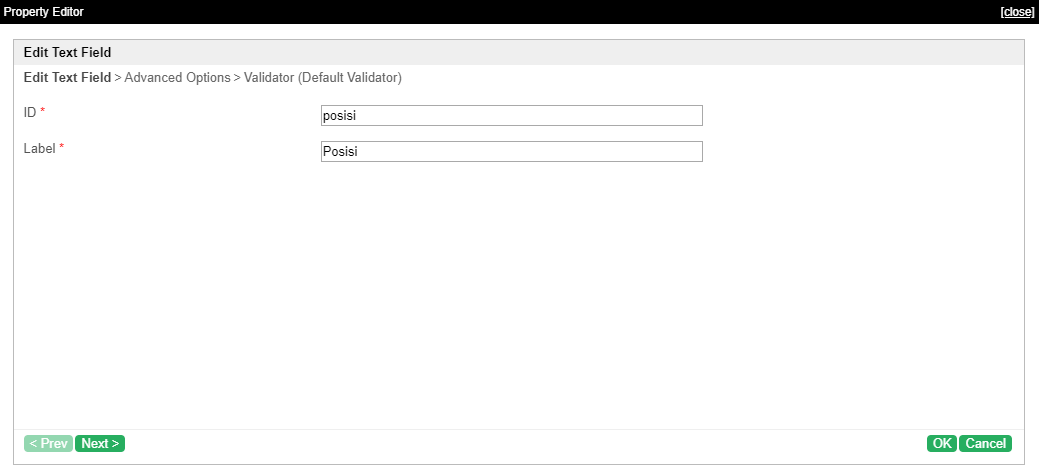 Property Editor [close]
Edit Text Field
Edit Text Field > Advanced Options > Validator (Default Validator)
ID * posisi
Label * Posisi
< Prev Next > OK Cancel